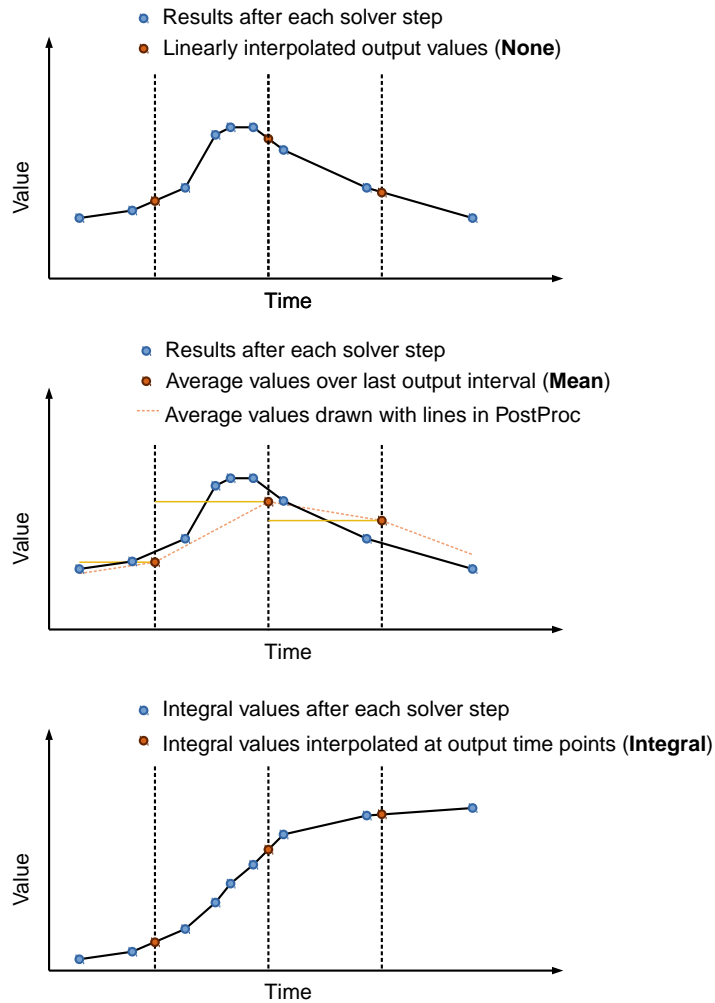 Results after each solver step
Linearly interpolated output values (None)
Value
Time
Results after each solver step
Average values over last output interval (Mean)
Average values drawn with lines in PostProc
Value
Time
Integral values after each solver step
Integral values interpolated at output time points (Integral)
Value
Time